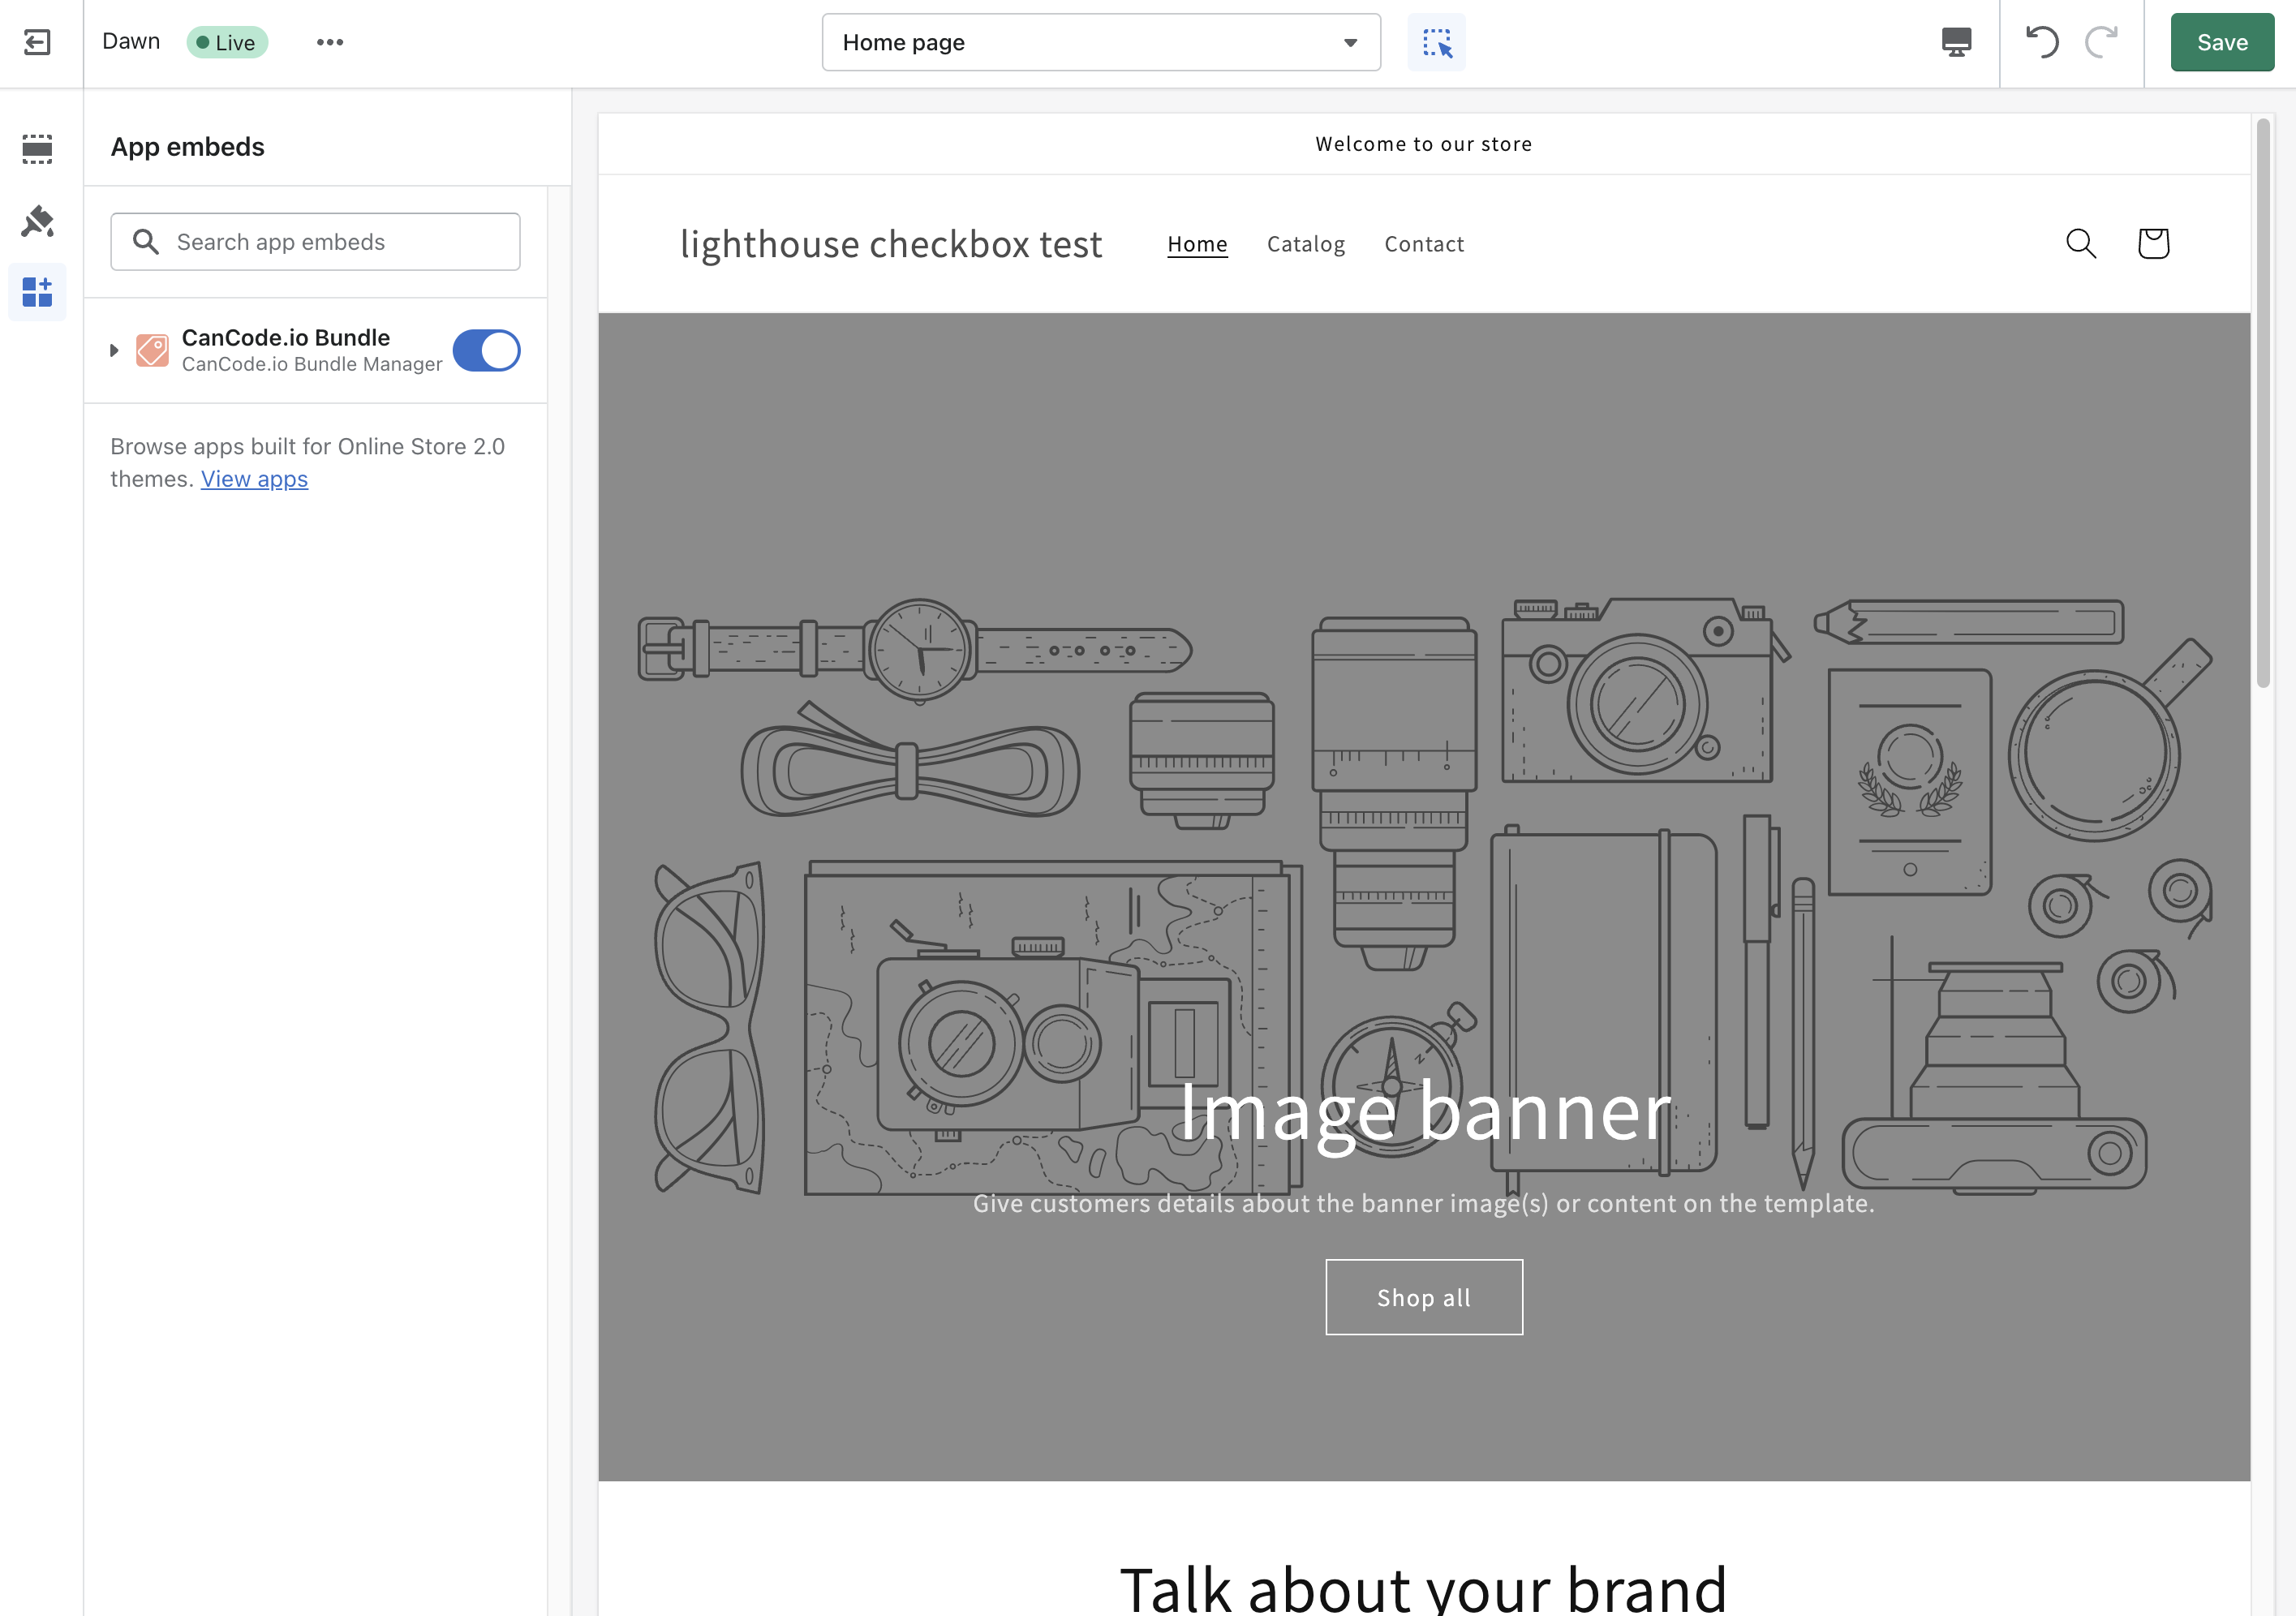 Dawn
Live
Home page
Save
App embeds
Search app embeds
CanCode.io Bundle
CanCode.io Bundle Manager
Browse apps built for Online Store 2.0
themes. View apps
Welcome to our store
lighthouse checkbox test
Home
Catalog
Contact
Image banner
Give customers details about the banner image(s) or content on the template.
Shop all
Talk about your brand